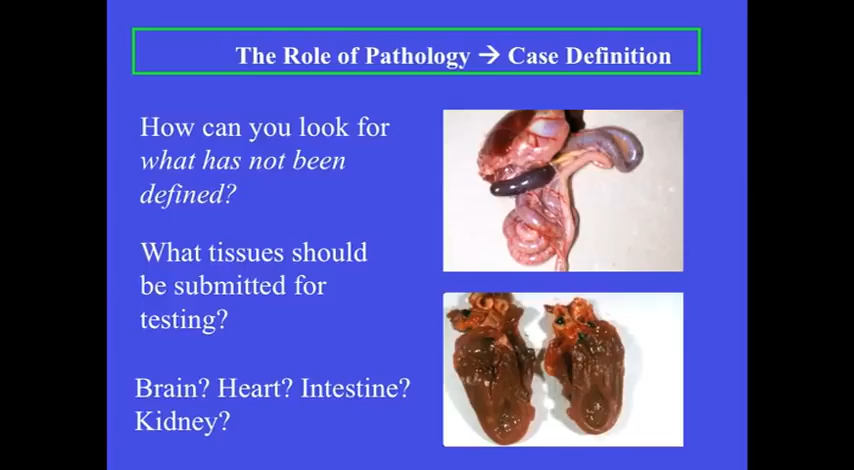 The Role of Pathology → Case Definition
How can you look for
what has not been
defined?
What tissues should
be submitted for
testing?
Brain? Heart? Intestine?
Kidney?